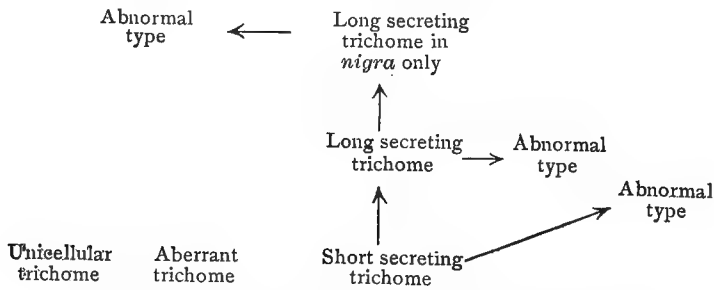 Abnormal
type
Long secreting
trichome in
nigra only
Long secreting
trichome
Abnormal
type
Abnormal
type
Unicellular
trichome
Aberrant
trichome
Short secreting
trichome